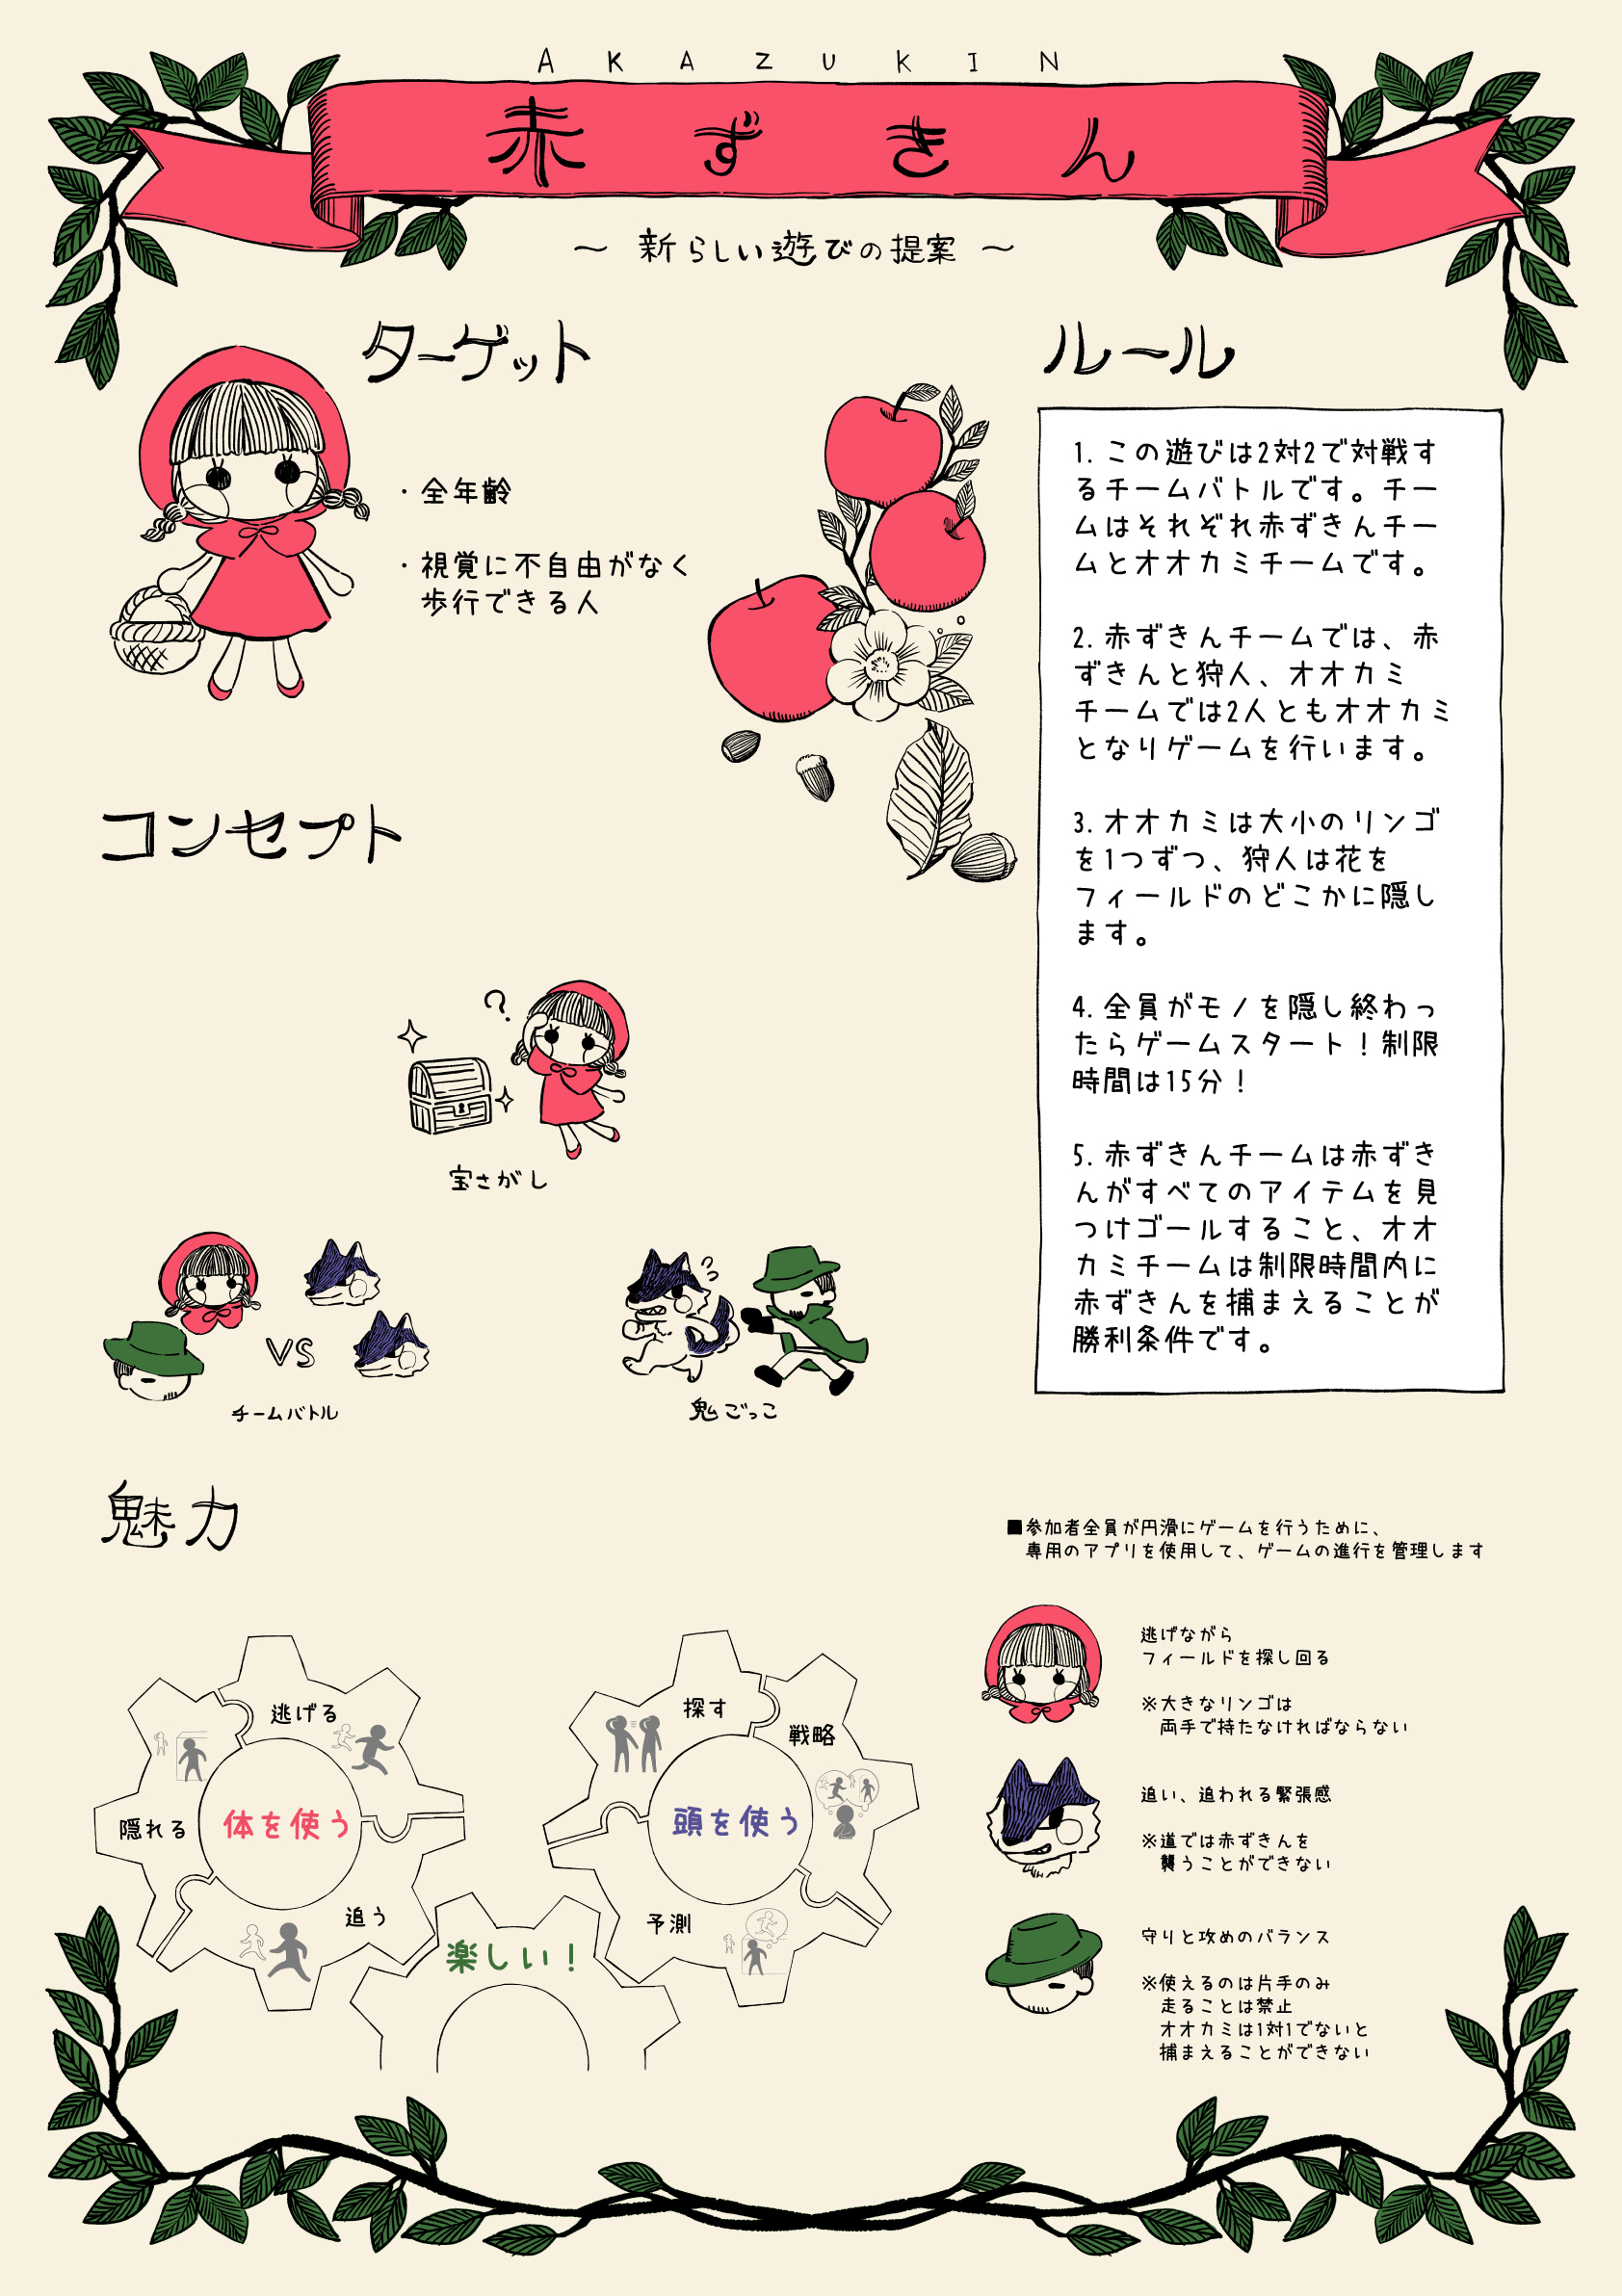 AKAZUKIN
赤ずきん
～ 新らしい遊びの提案 ～
ターゲット
・全年齢
・視覚に不自由がなく
歩行できる人
ルール
1. この遊びは2対2で対戦す
るチームバトルです。チー
ムはそれぞれ赤ずきんチー
ムとオオカミチームです。
2. 赤ずきんチームでは、赤
ずきんと狩人、オオカミ
チームでは2人ともオオカミ
となりゲームを行います。
3. オオカミは大小のリンゴ
を1つずつ、狩人は花を
フィールドのどこかに隠し
ます。
4. 全員がモノを隠し終わっ
たらゲームスタート！制限
時間は15分！
5. 赤ずきんチームは赤ずき
んがすべてのアイテムを見
つけゴールすること、オオ
カミチームは制限時間内に
赤ずきんを捕まえることが
勝利条件です。
コンセプト
?
宝さがし
VS
チームバトル
鬼ごっこ
魅力
逃げる
隠れる
体を使う
追う
探す
戦略
頭を使う
予測
楽しい！
■参加者全員が円滑にゲームを行うために、
専用のアプリを使用して、ゲームの進行を管理します
逃げながら
フィールドを探し回る
※大きなリンゴは
両手で持たなければならない
追い、追われる緊張感
※道では赤ずきんを
襲うことができない
守りと攻めのバランス
※使えるのは片手のみ
走ることは禁止
オオカミは1対1でないと
捕まえることができない